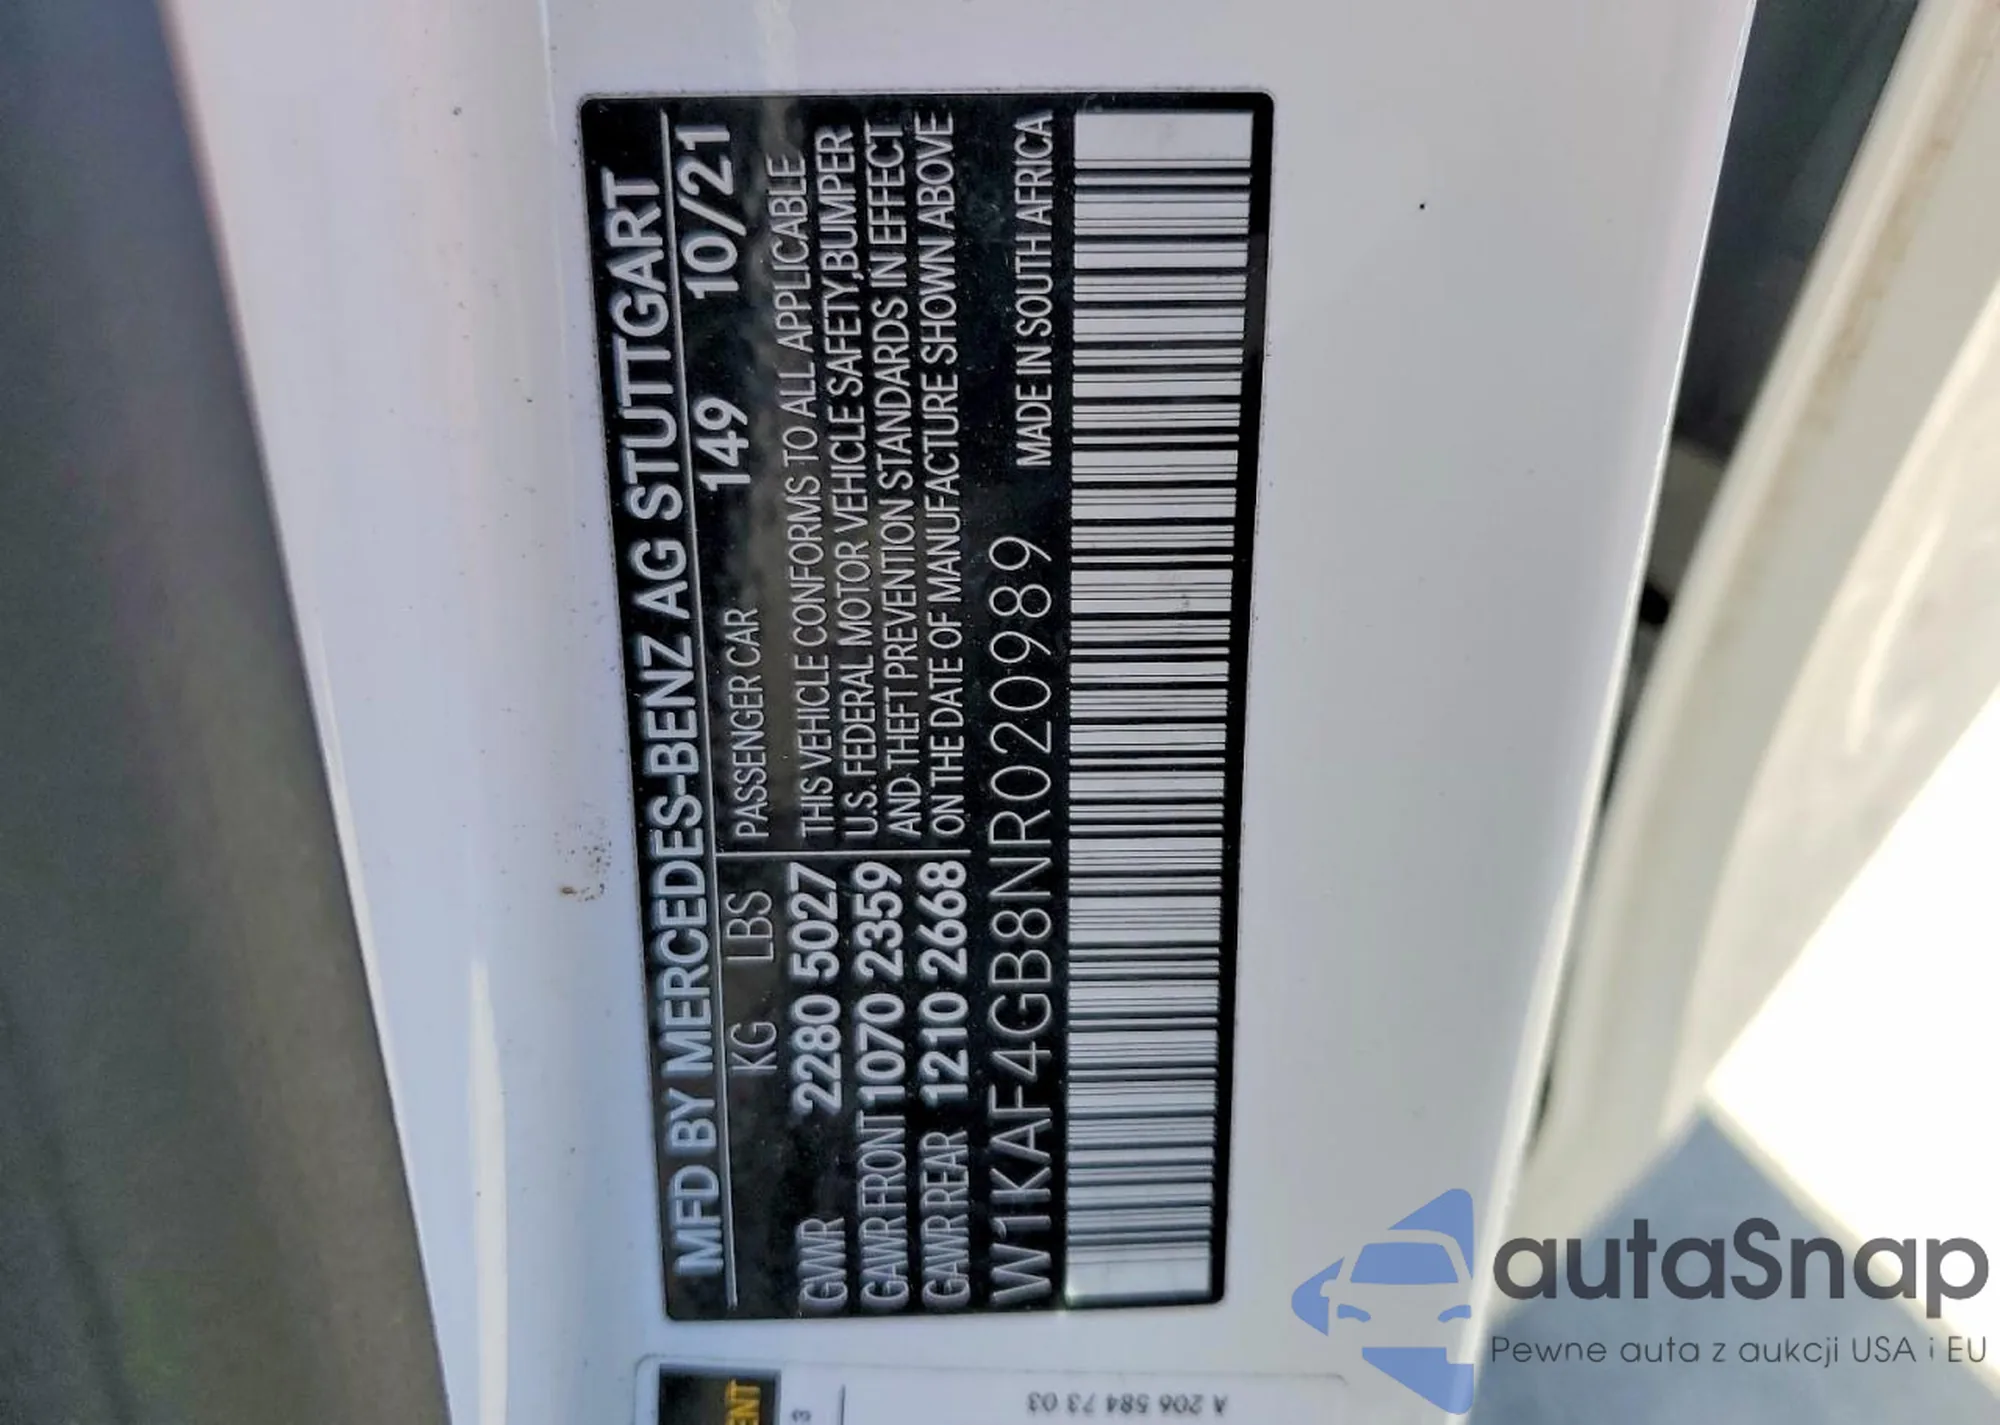 MFD BY MERCEDES-BENZ AG STUTTGART
KG LBS 149 10/21
PASSENGER CAR
GWR 2280 5027
GAWR FRONT 1070 2359
GAWR REAR 1210 2668
THIS VEHICLE CONFORMS TO ALL APPLICABLE
U.S. FEDERAL MOTOR VEHICLE SAFETY,BUMPER
AND THEFT PREVENTION STANDARDS IN EFFECT
ON THE DATE OF MANUFACTURE SHOWN ABOVE
W1KAF4GB8NR020989 MADE IN SOUTH AFRICA
A 206 584 73 03
autaSnap
Pewne auta z aukcji USA i EU